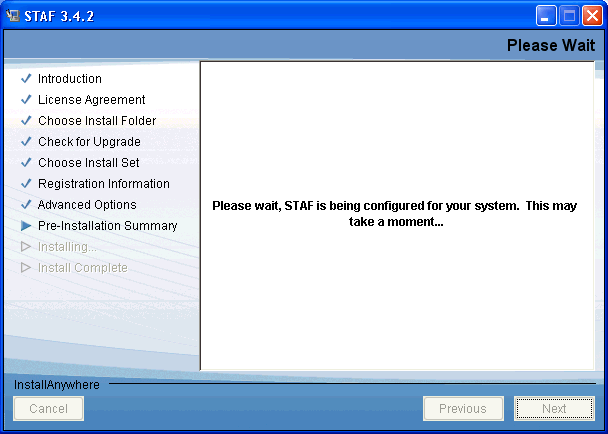 STAF 3.4.2
Please Wait
Introduction
License Agreement
Choose Install Folder
Check for Upgrade
Choose Install Set
Registration Information
Advanced Options
Pre-Installation Summary
Installing...
Install Complete
Please wait, STAF is being configured for your system.  This may
take a moment...
InstallAnywhere
Cancel
Previous
Next